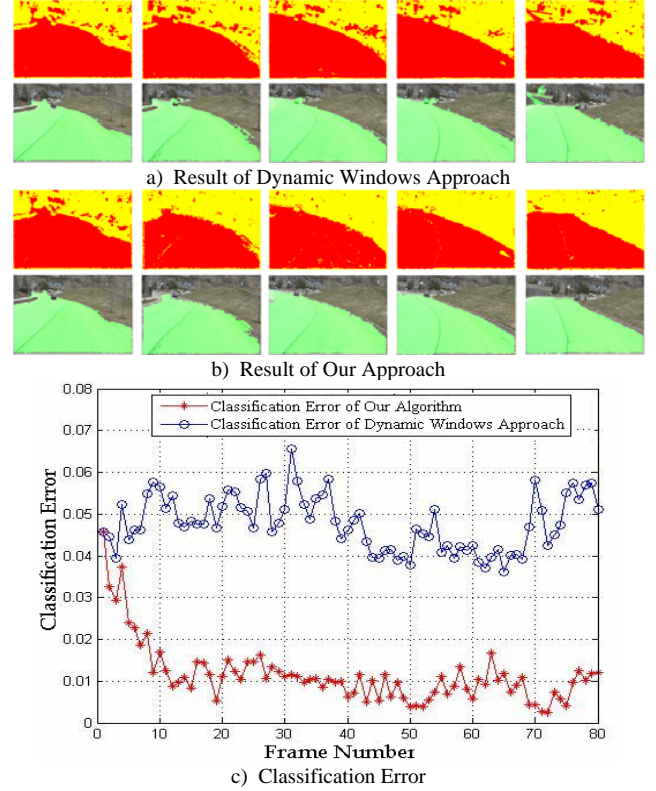 a) Result of Dynamic Windows Approach
b) Result of Our Approach
0.08
0.07
0.06
0.05
0.04
0.03
0.02
0.01
0
Classification Error
Classification Error of Our Algorithm
Classification Error of Dynamic Windows Approach
0 10 20 30 40 50 60 70 80
Frame Number
c) Classification Error